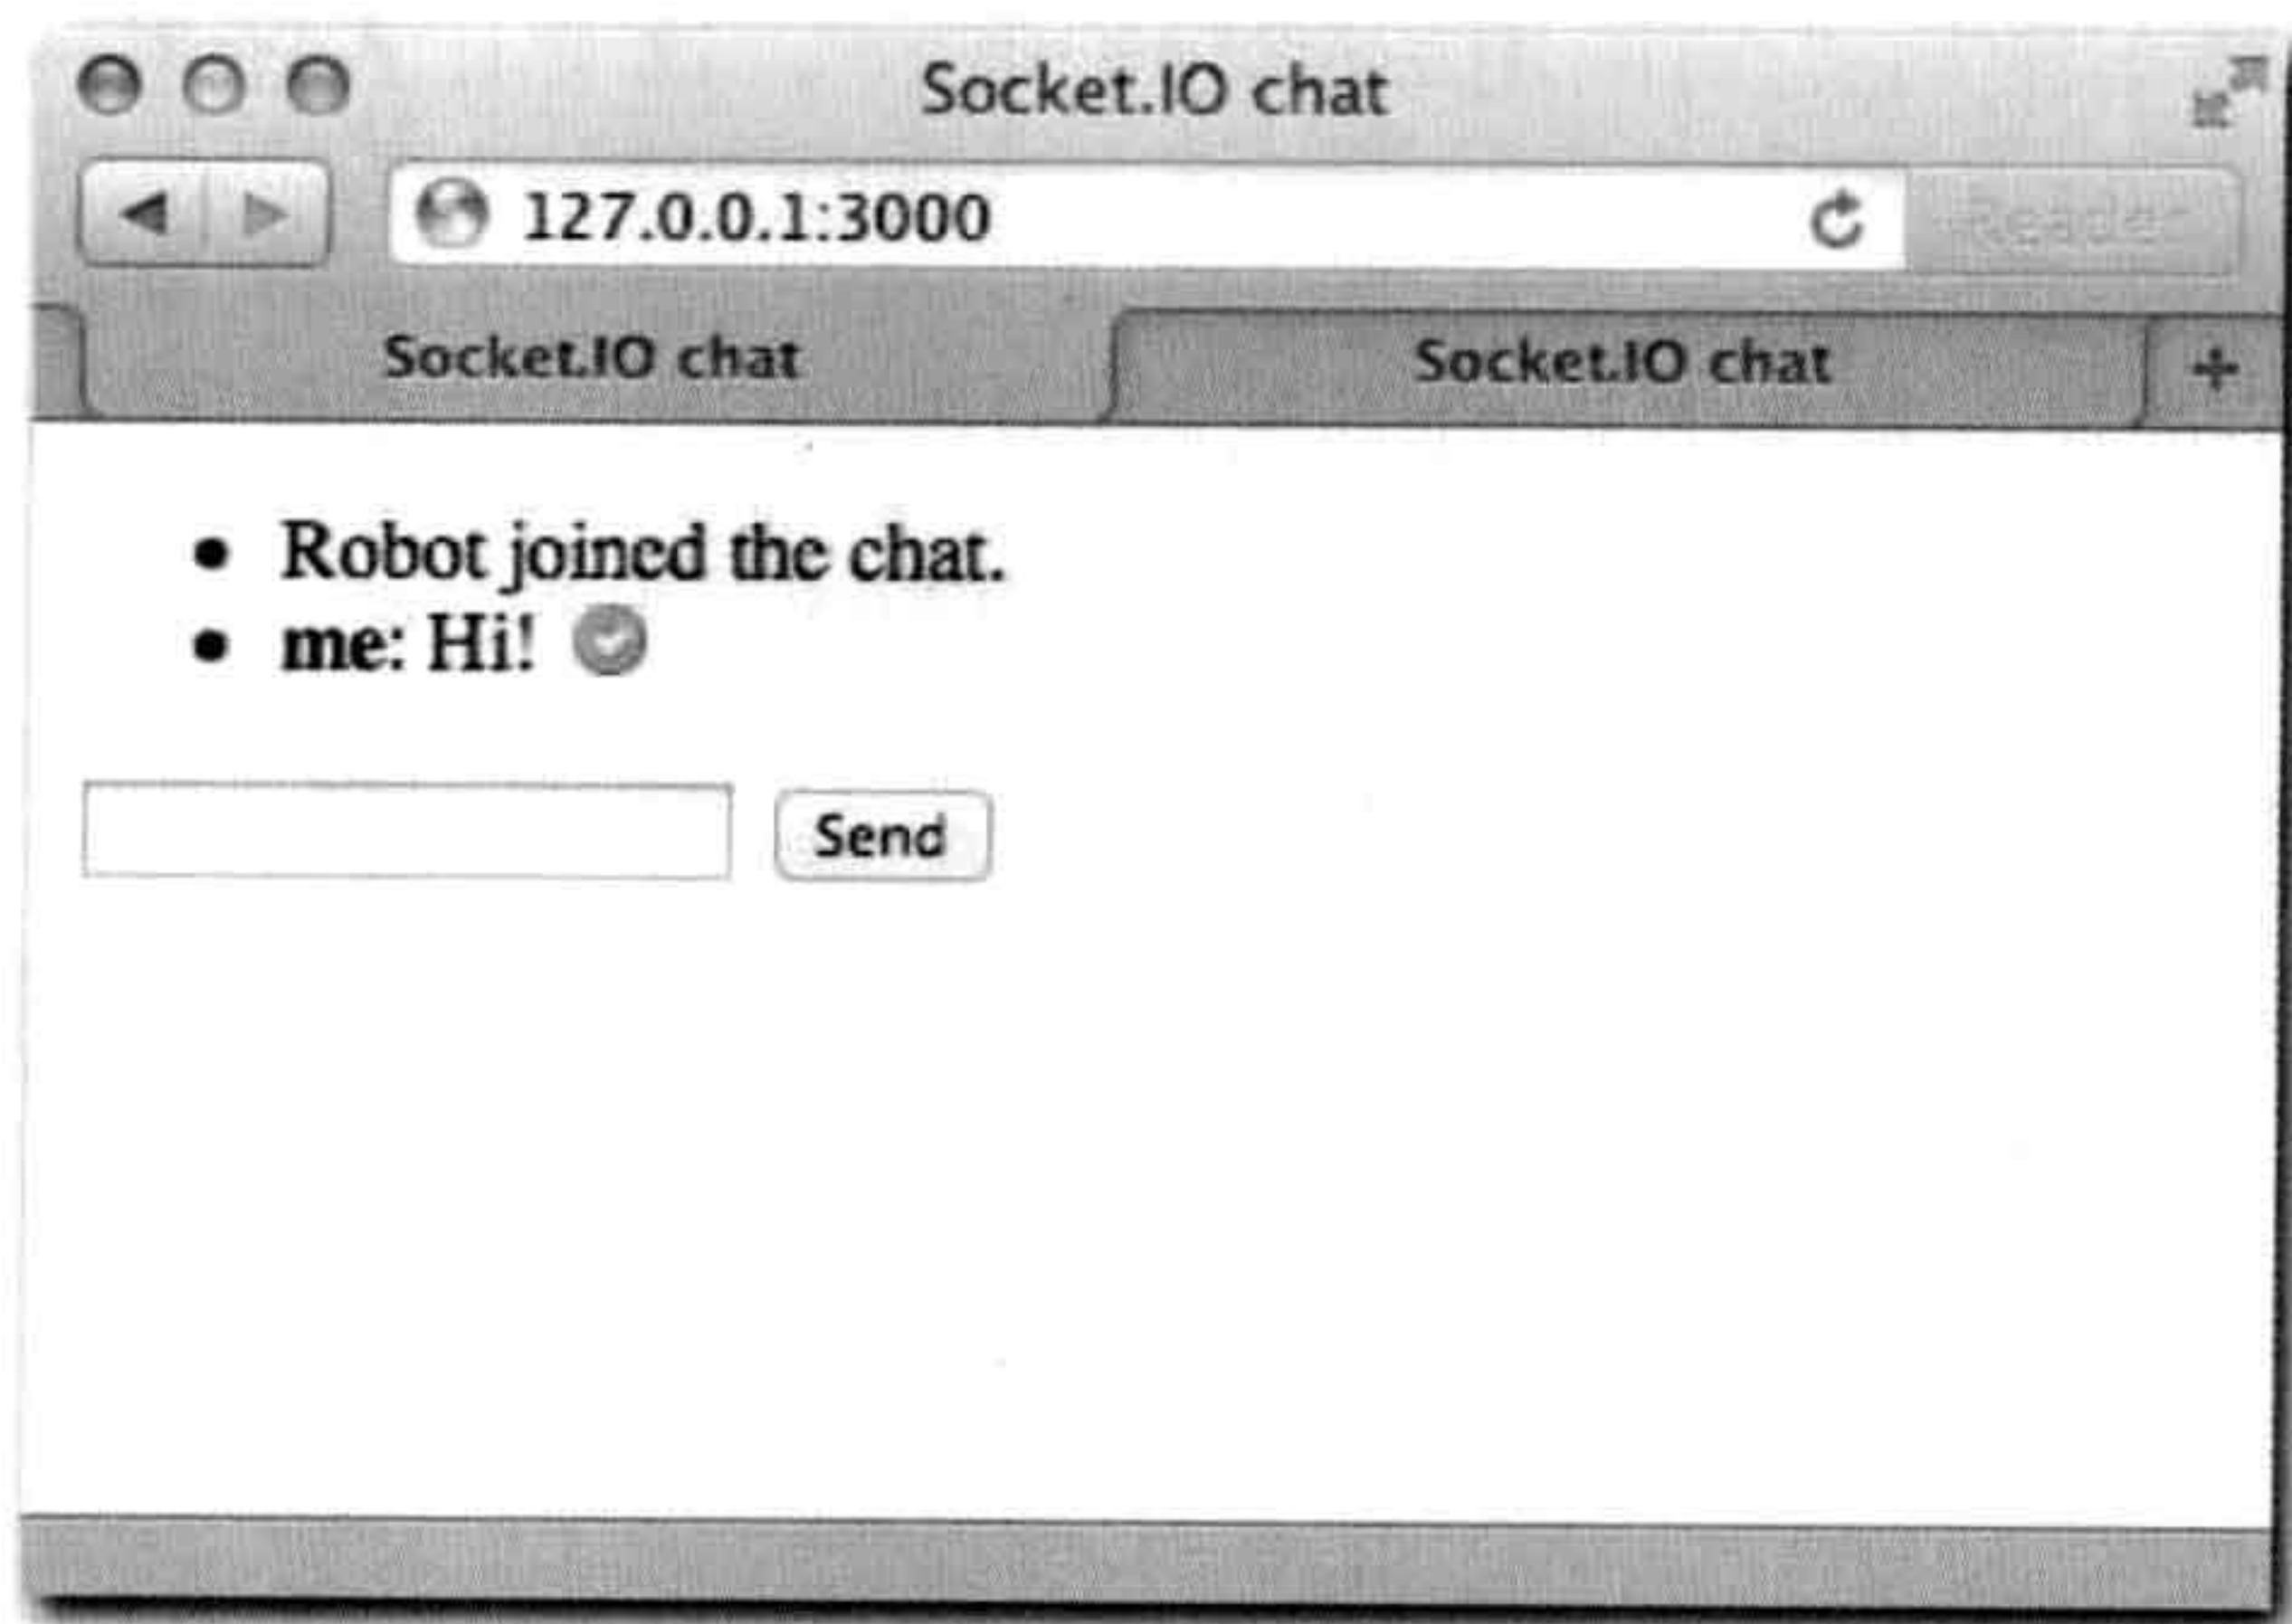 Socket.IO chat
127.0.0.1:3000
Reader
Socket.IO chat
Socket.IO chat
+
• Robot joined the chat.
• me: Hi!
Send